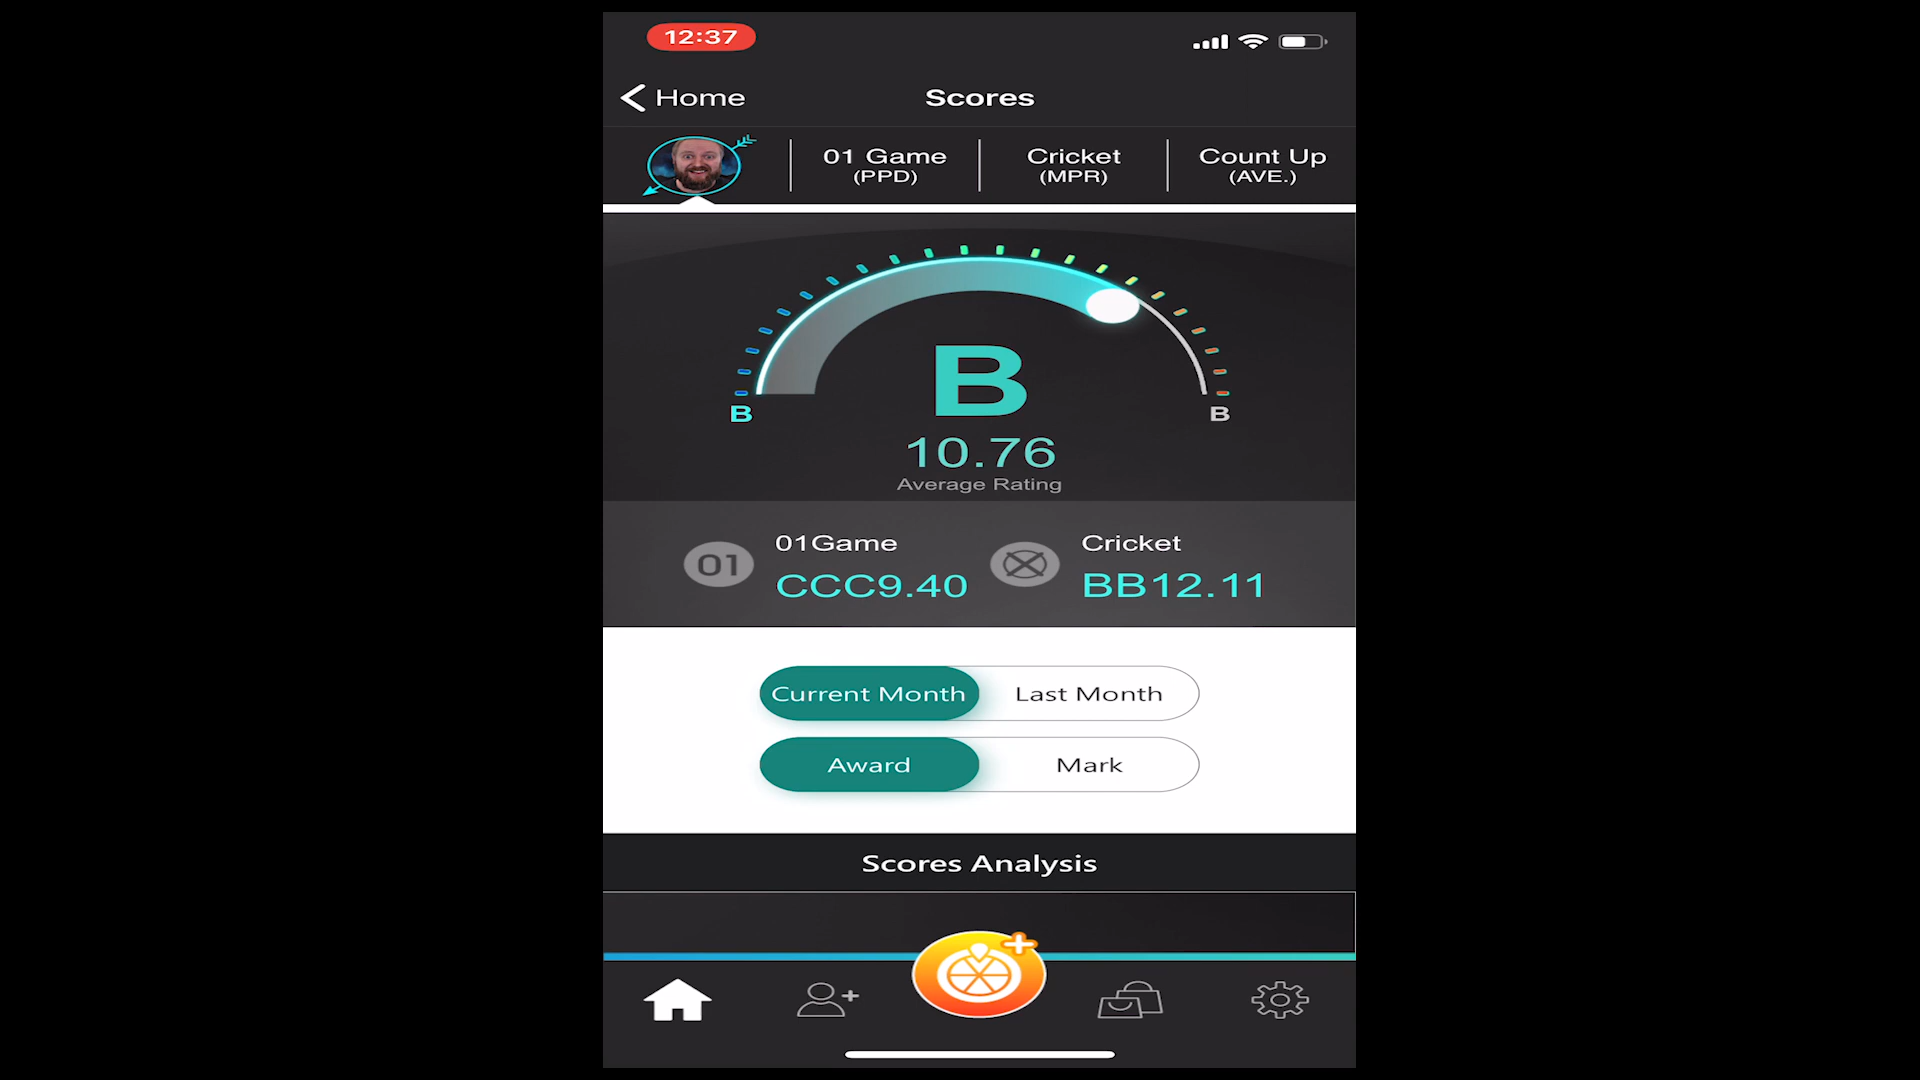 12:37
Home
Scores
01 Game
(PPD)
Cricket
(MPR)
Count Up
(AVE.)
B
B
B
10.76
Average Rating
01
01Game
CCC9.40
Cricket
BB12.11
Current Month
Last Month
Award
Mark
Scores Analysis